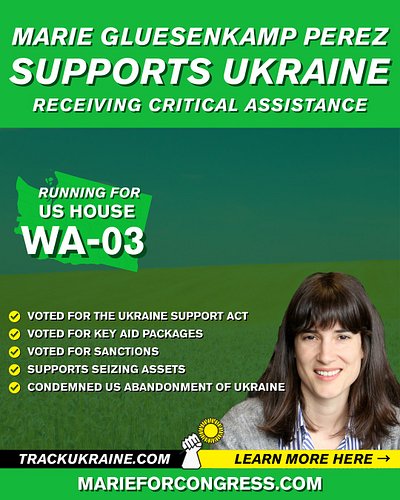 MARIE GLUESENKAMP PEREZ
SUPPORTS UKRAINE
RECEIVING CRITICAL ASSISTANCE
RUNNING FOR
US HOUSE
WA-03
VOTED FOR THE UKRAINE SUPPORT ACT
VOTED FOR KEY AID PACKAGES
VOTED FOR SANCTIONS
SUPPORTS SEIZING ASSETS
CONDEMNED US ABANDONMENT OF UKRAINE
TRACKUKRAINE.COM
LEARN MORE HERE →
MARIEFORCONGRESS.COM